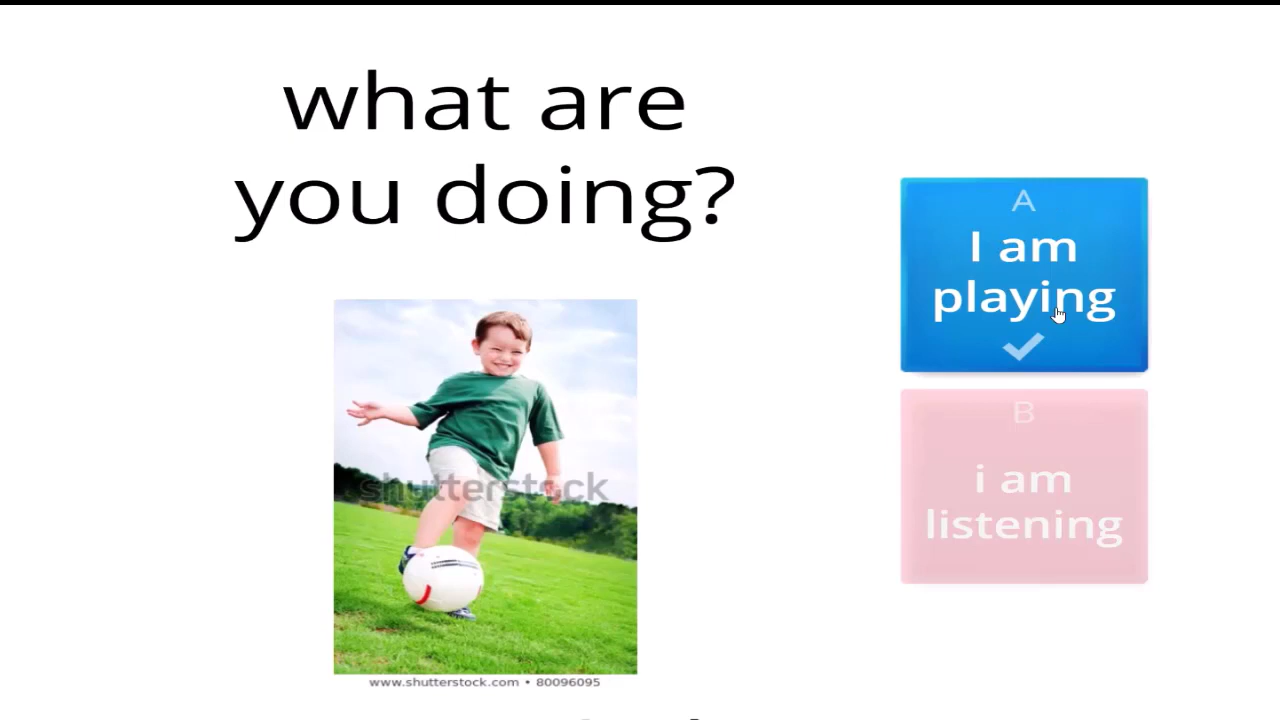 what are
you doing?
A
I am
playing
B
i am
listening
shutterstock
www.shutterstock.com • 80096095